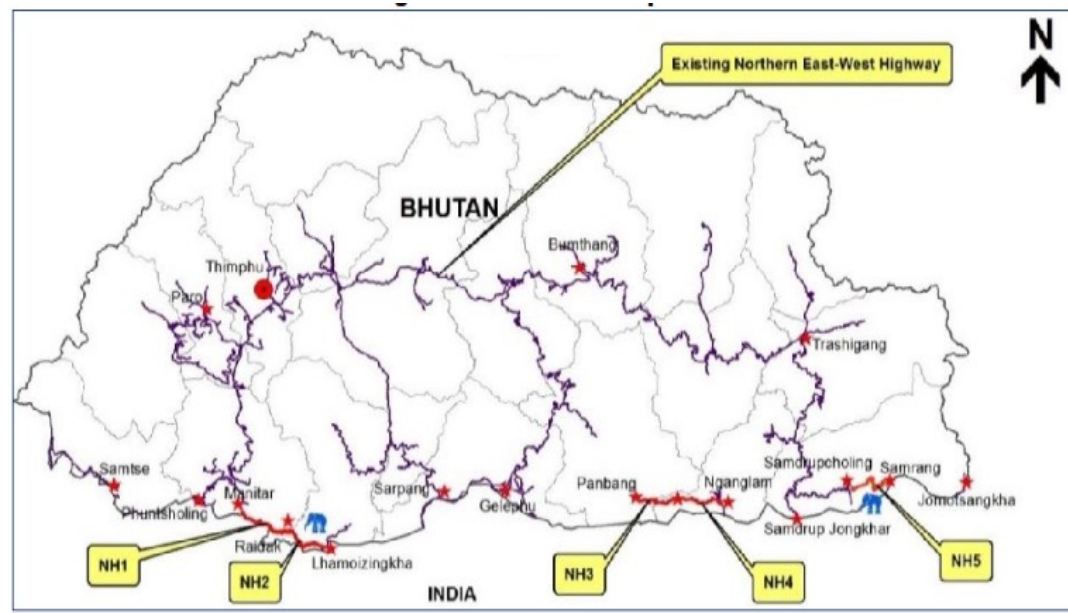 N
Existing Northern East-West Highway
BHUTAN
Bumthang
Thimphu
Paro
Trashigang
Samtse
Phuntsholing
Manitar
Raidak
Lhamoizingkha
Sarpang
Gelephu
Panbang
Nganglam
Samdrupcholing
Samrang
Jomotsangkha
Samdrup Jongkhar
NH1
NH2
NH3
NH4
NH5
INDIA